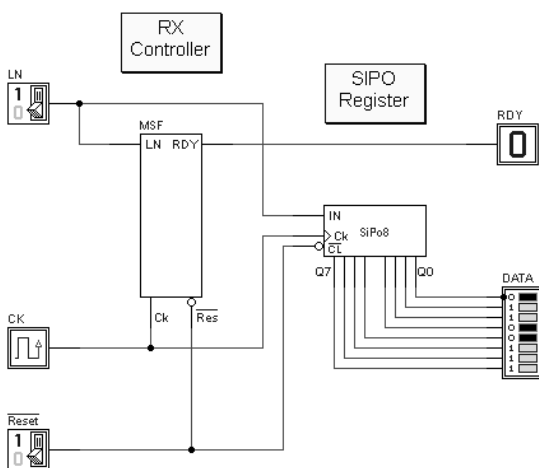 RX
Controller
SIPO
Register
LN
1
0
RDY
0
MSF
LN RDY
IN
Ck
CL
SiPo8
Q7
Q0
DATA
0
1
1
0
0
1
1
1
Ck
Res
CK
Reset
1
0